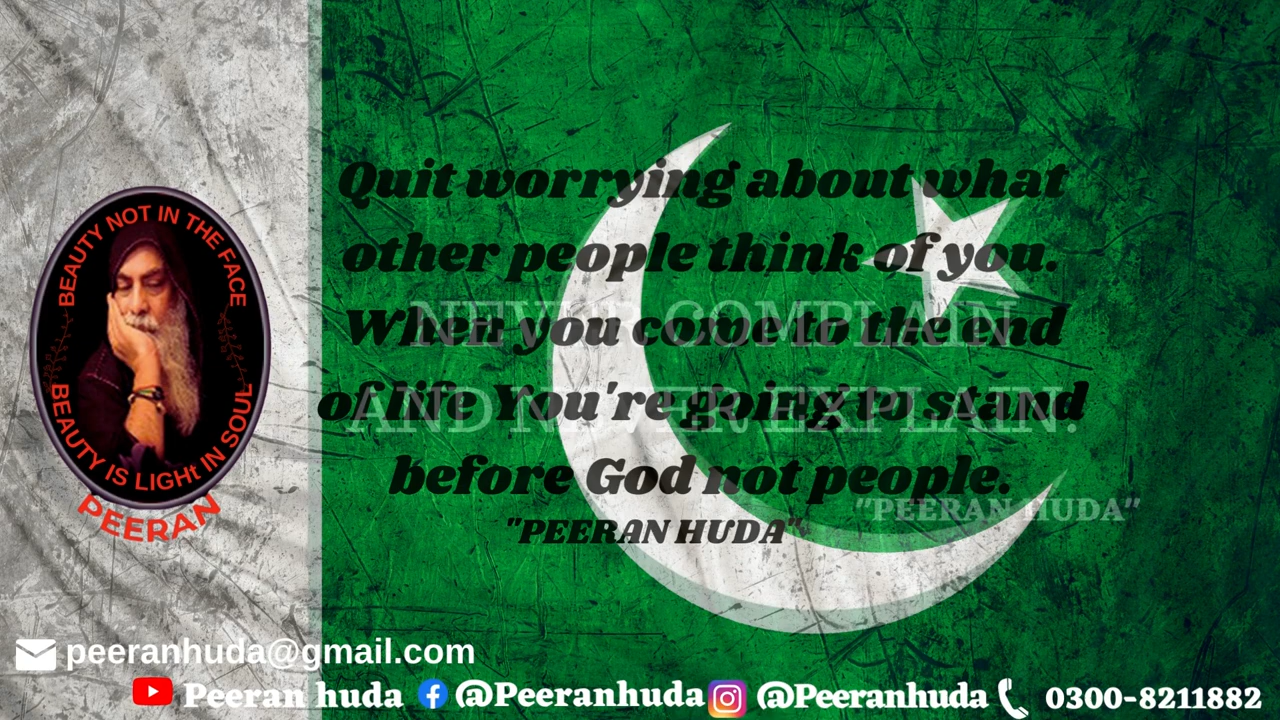 BEAUTY NOT IN THE FACE
BEAUTY IS LIGHt IN SOUL
PEERAN
Quit worrying about what
other people think of you.
When you come to the end
of life You're going to stand
before God not people.
"PEERAN HUDA"
NEVER COMPLAIN
AND NEVER EXPLAIN.
"PEERAN HUDA"
peeranhuda@gmail.com
Peeran huda @Peeranhuda @Peeranhuda 0300-8211882